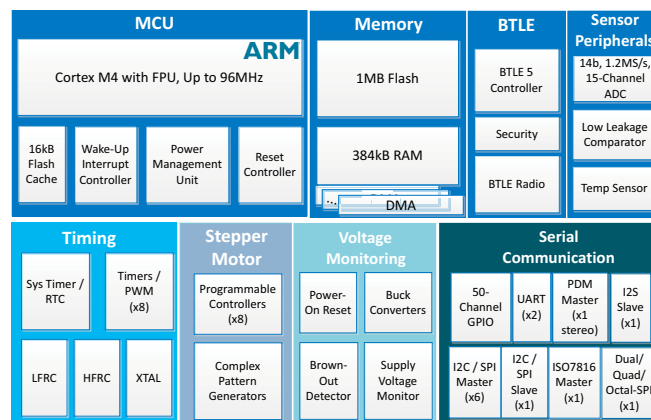 MCU
ARM
Cortex M4 with FPU, Up to 96MHz
16kB
Flash
Cache
Wake-Up
Interrupt
Controller
Power
Management
Unit
Reset
Controller
Memory
1MB Flash
384kB RAM
...
DMA
BTLE
BTLE 5
Controller
Security
BTLE Radio
Sensor
Peripherals
14b, 1.2MS/s,
15-Channel
ADC
Low Leakage
Comparator
Temp Sensor
Timing
Sys Timer /
RTC
Timers /
PWM
(x8)
LFRC
HFRC
XTAL
Stepper
Motor
Programmable
Controllers
(x8)
Complex
Pattern
Generators
Voltage
Monitoring
Power-
On Reset
Buck
Converters
Brown-
Out
Detector
Supply
Voltage
Monitor
Serial
Communication
50-
Channel
GPIO
UART
(x2)
PDM
Master
(x1
stereo)
I2S
Slave
(x1)
I2C / SPI
Master
(x6)
I2C /
SPI
Slave
(x1)
ISO7816
Master
(x1)
Dual/
Quad/
Octal-SPI
(x1)